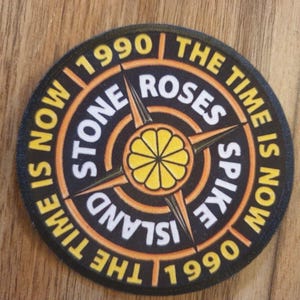 1990 | THE TIME IS NOW | 1990 | THE TIME IS NOW |
STONE ROSES SPIKE ISLAND